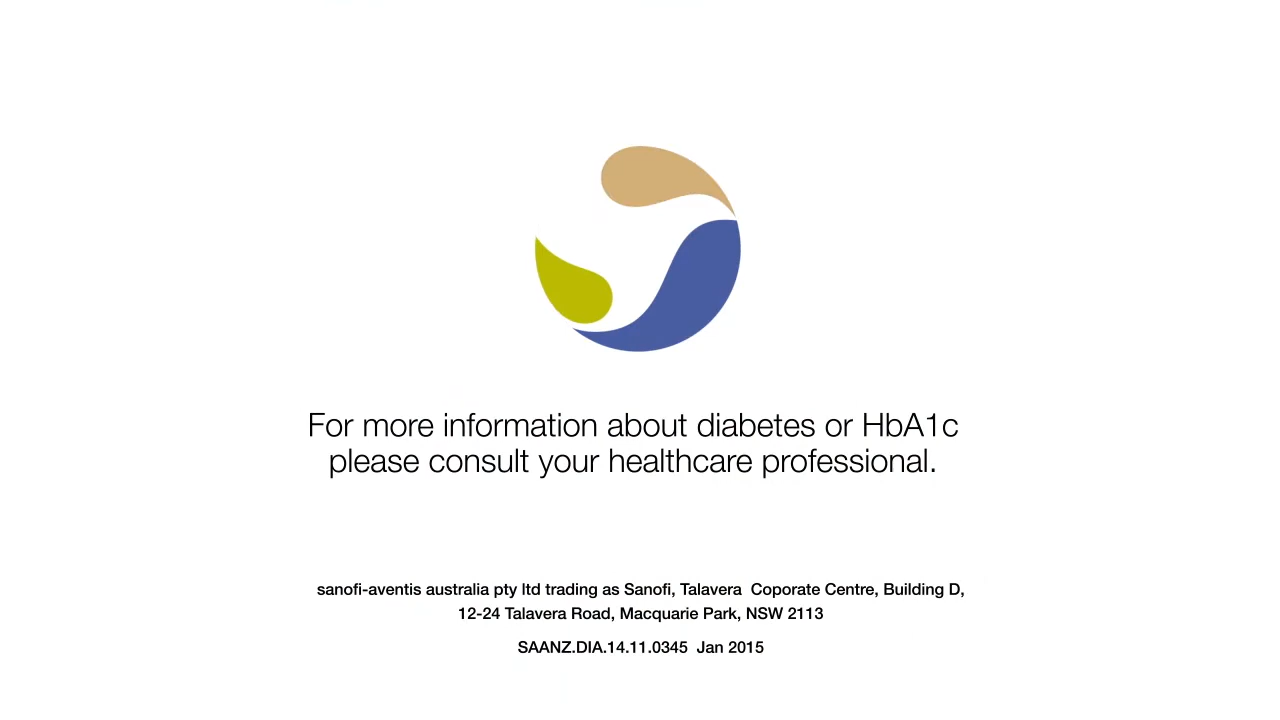 For more information about diabetes or HbA1c
please consult your healthcare professional.
sanofi-aventis australia pty ltd trading as Sanofi, Talavera  Coporate Centre, Building D,
12-24 Talavera Road, Macquarie Park, NSW 2113
SAANZ.DIA.14.11.0345  Jan 2015